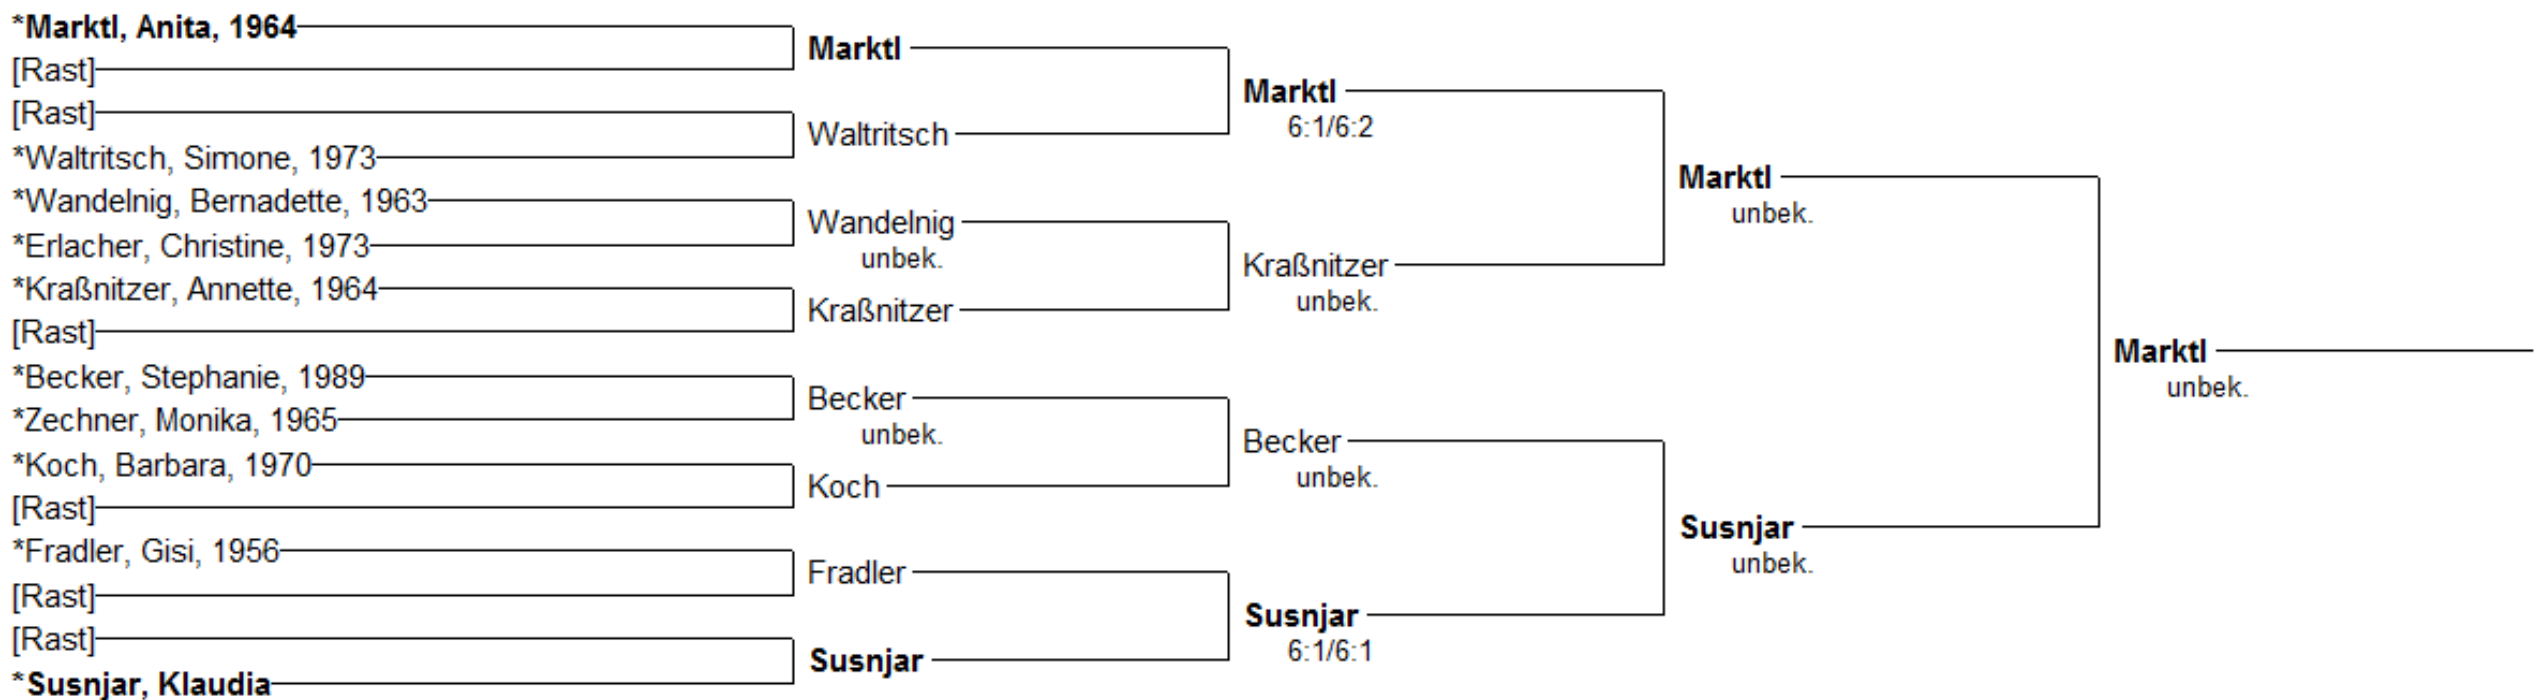 *Marktl, Anita, 1964
[Rast]
[Rast]
*Waltritsch, Simone, 1973
*Wandelnig, Bernadette, 1963
*Erlacher, Christine, 1973
*Kraßnitzer, Annette, 1964
[Rast]
*Becker, Stephanie, 1989
*Zechner, Monika, 1965
*Koch, Barbara, 1970
[Rast]
*Fradler, Gisi, 1956
[Rast]
[Rast]
*Susnjar, Klaudia
Marktl
Waltritsch
Wandelnig
unbek.
Kraßnitzer
Becker
unbek.
Koch
Fradler
Susnjar
Marktl
6:1/6:2
Kraßnitzer
unbek.
Becker
unbek.
Susnjar
6:1/6:1
Marktl
unbek.
Susnjar
unbek.
Marktl
unbek.